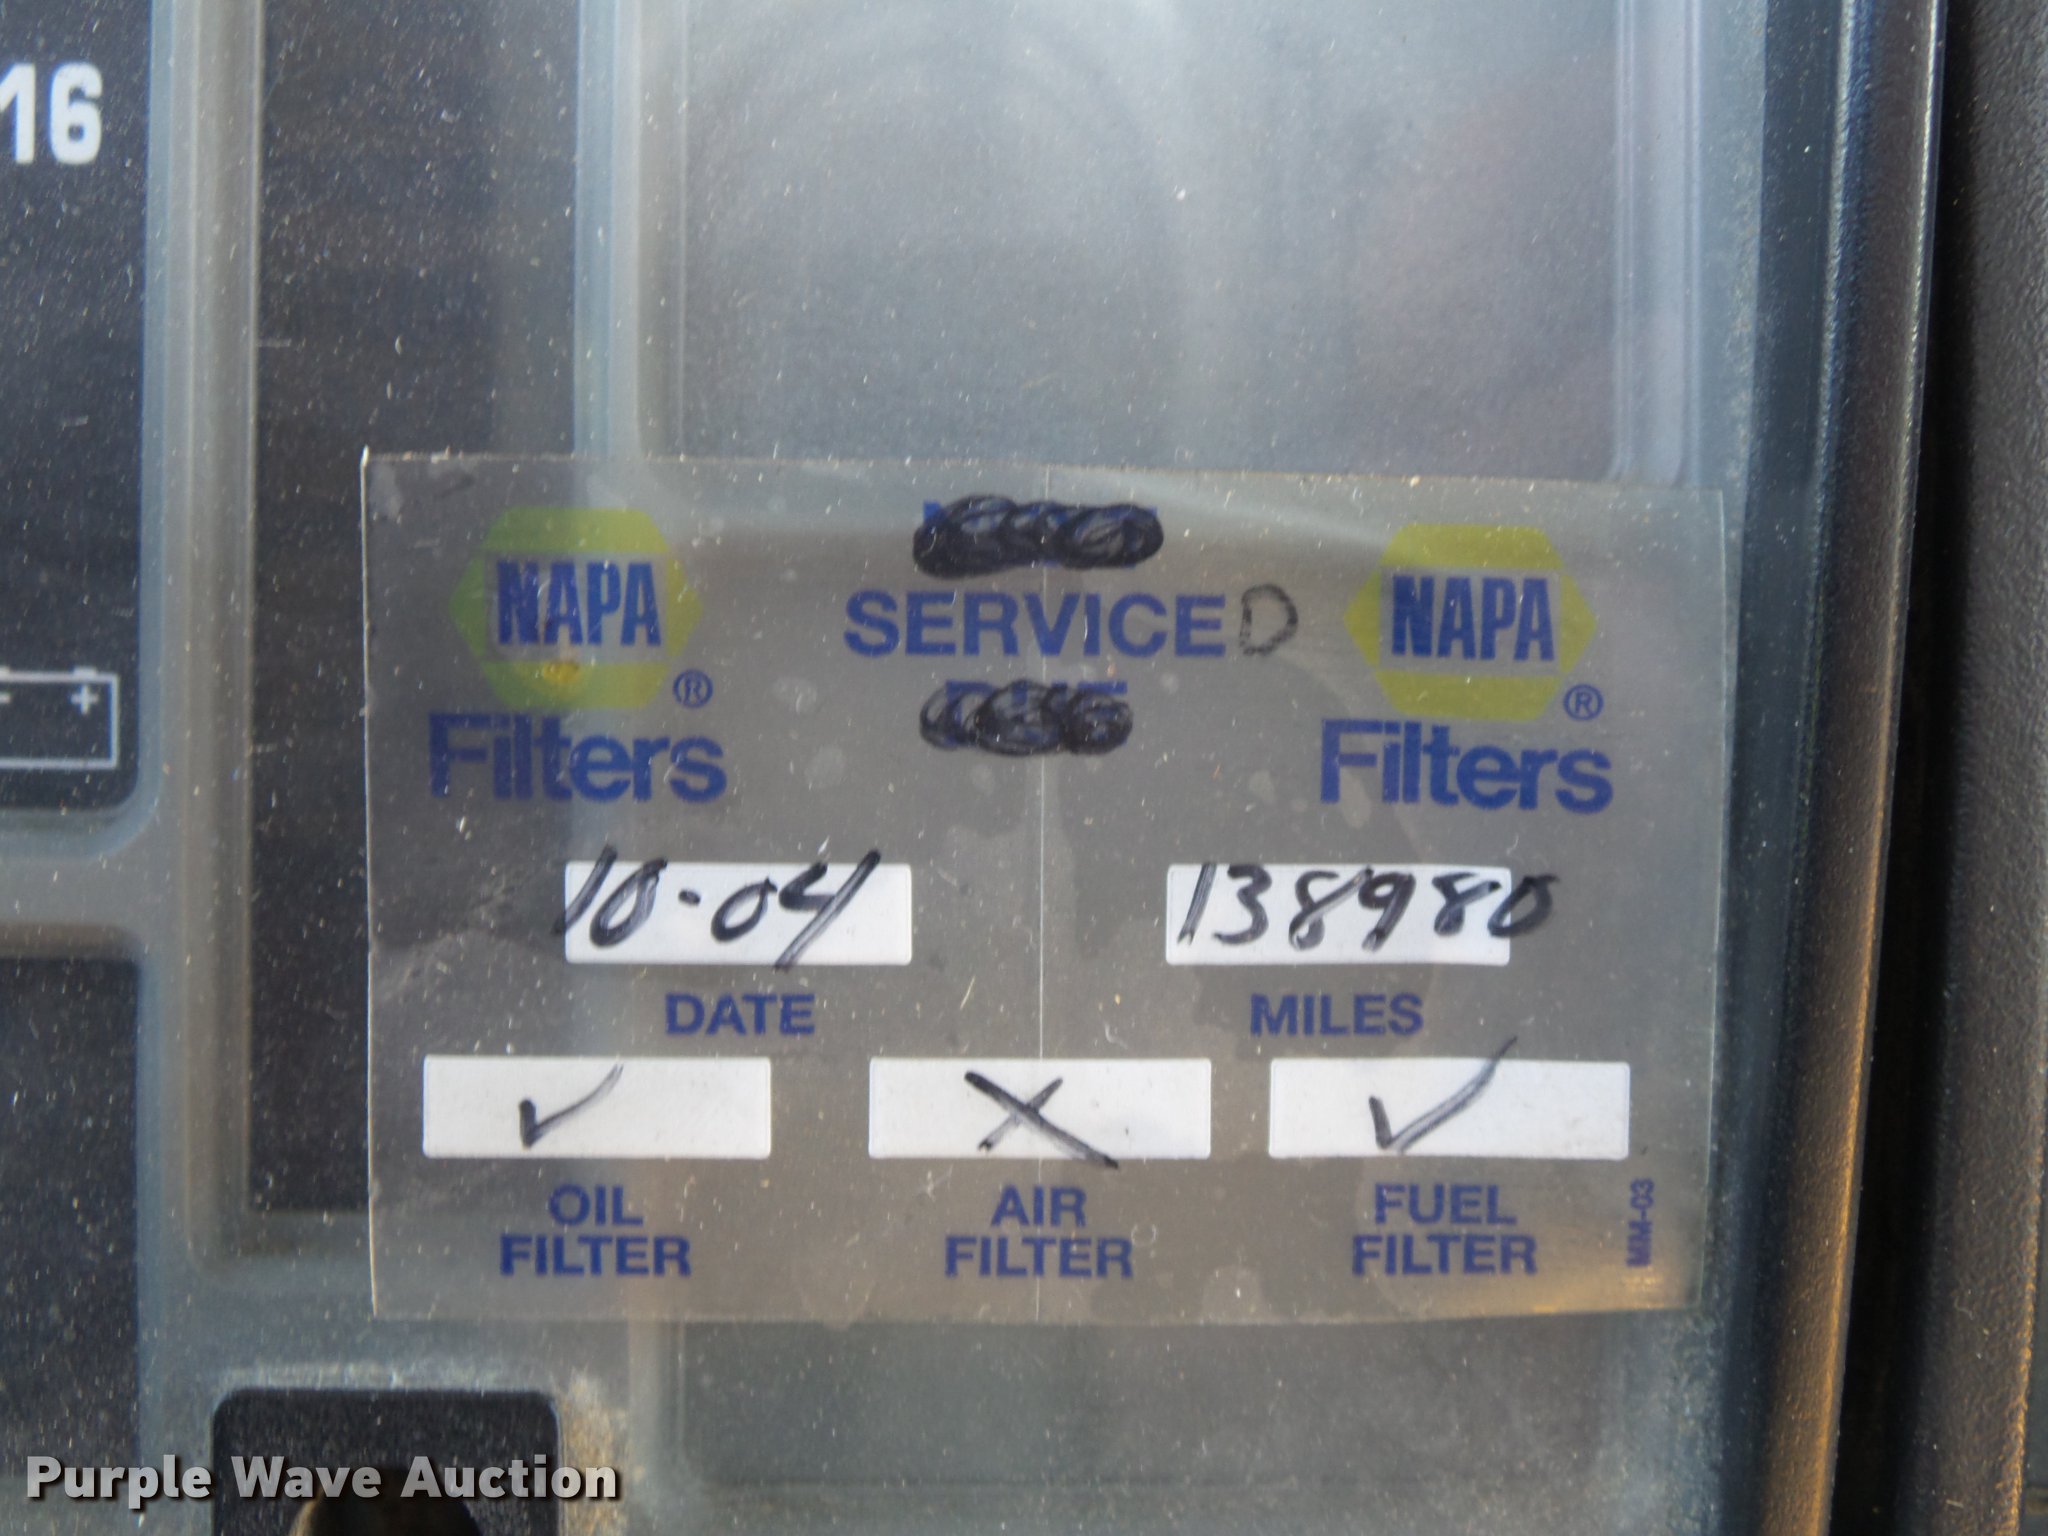 16
NAPA
®
Filters
SERVICED
NAPA
®
Filters
10-04
DATE
138980
MILES
OIL
FILTER
AIR
FILTER
FUEL
FILTER
MM-03
- +
Purple Wave Auction